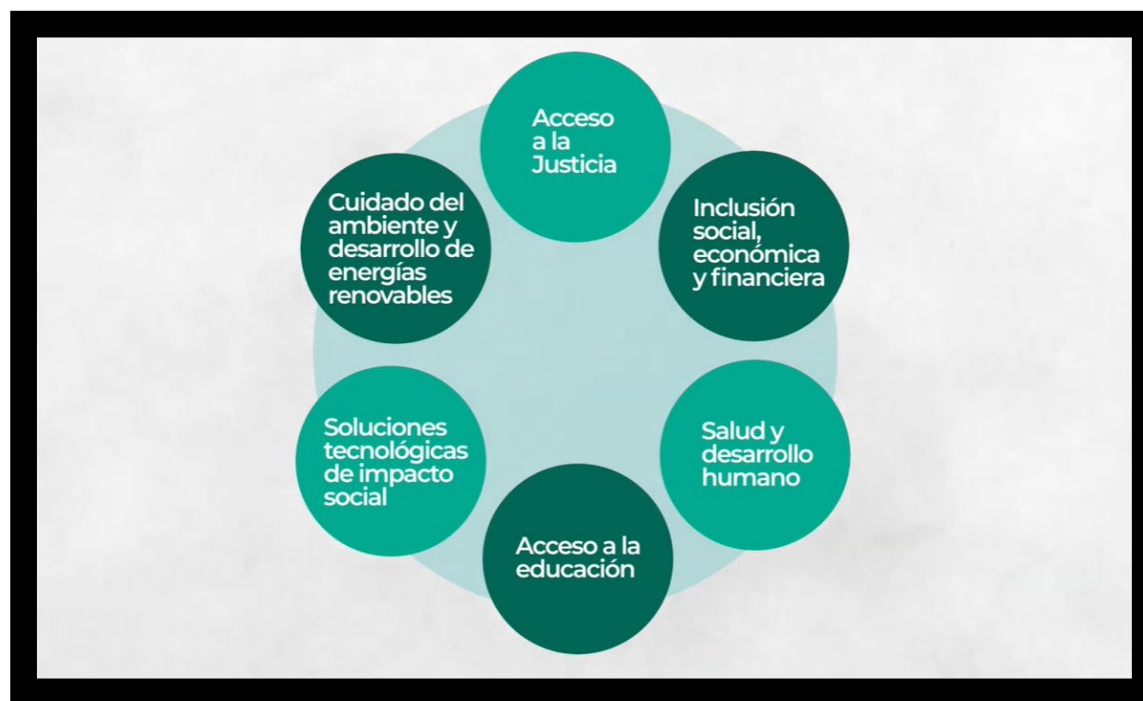 Acceso
a la
Justicia
Inclusión
social,
económica
y financiera
Salud y
desarrollo
humano
Acceso a la
educación
Soluciones
tecnológicas
de impacto
social
Cuidado del
ambiente y
desarrollo de
energías
renovables